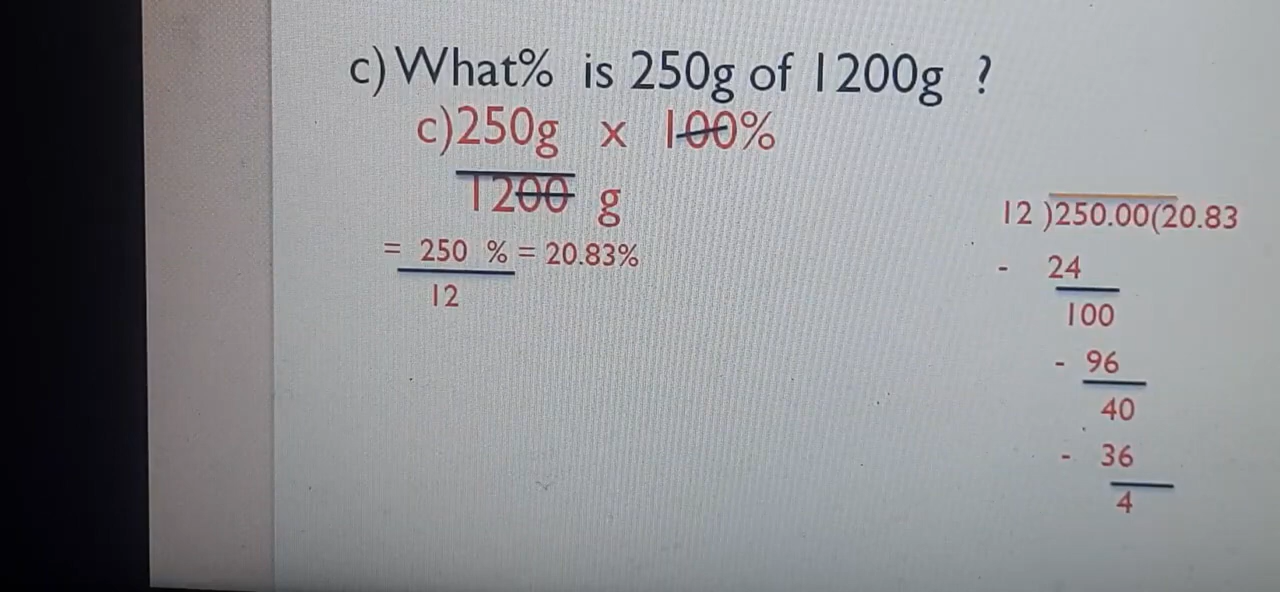 c) What% is 250g of 1200g ?
c)250g x 100%
1200 g
= 250 % = 20.83%
12
12 )250.00(20.83
- 24
100
- 96
40
- 36
4